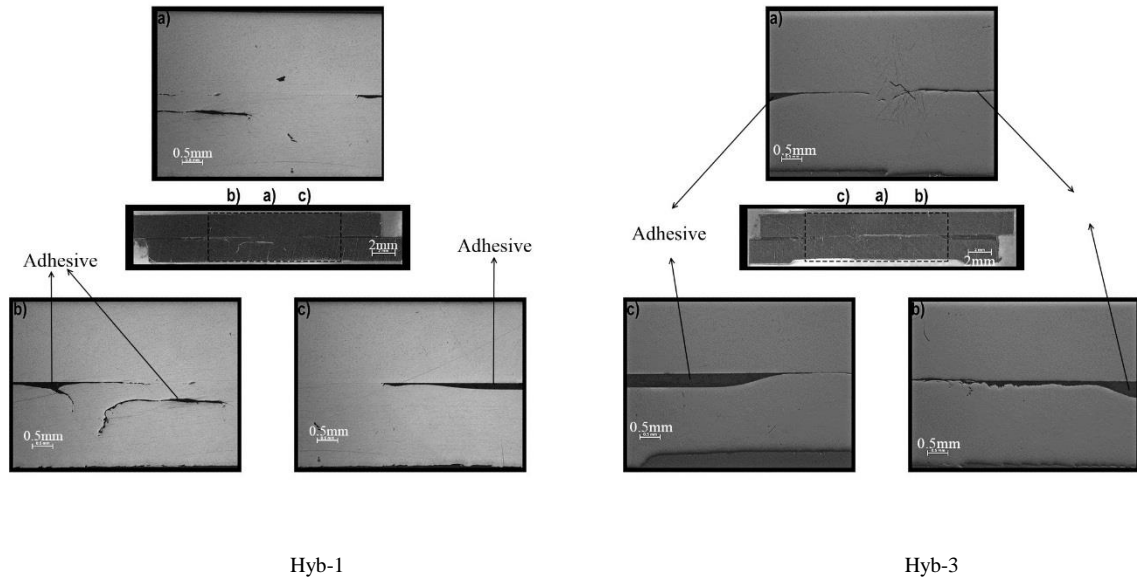 a)
0.5mm
b) a) c)
2mm
Adhesive
Adhesive
b)
0.5mm
c)
0.5mm
Hyb-1
a)
0.5mm
c) a) b)
2mm
Adhesive
c)
0.5mm
b)
0.5mm
Hyb-3